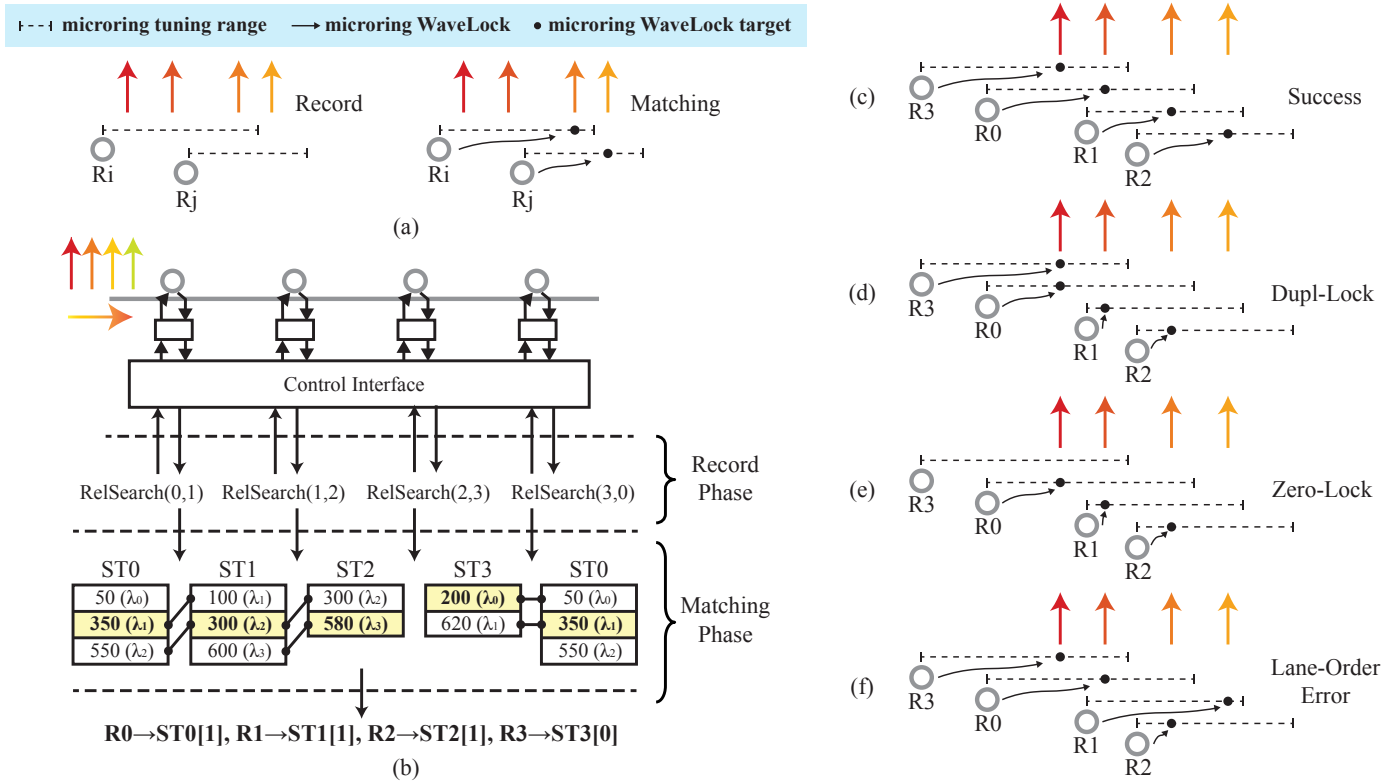 microring tuning range microring WaveLock microring WaveLock target
Record
Ri
Rj
Matching
Ri
Rj
(a)
Control Interface
RelSearch(0,1) RelSearch(1,2) RelSearch(2,3) RelSearch(3,0)
Record
Phase
ST0 ST1 ST2 ST3 ST0
50 (λ₀) 100 (λ₁) 300 (λ₂) 200 (λ₀) 50 (λ₀)
350 (λ₁) 300 (λ₂) 580 (λ₃) 620 (λ₁) 350 (λ₁)
550 (λ₂) 600 (λ₃) 550 (λ₂)
Matching
Phase
R0→ST0[1], R1→ST1[1], R2→ST2[1], R3→ST3[0]
(b)
(c)
R3
R0
R1
R2
Success
(d)
R3
R0
R1
R2
Dupl-Lock
(e)
R3
R0
R1
R2
Zero-Lock
(f)
R3
R0
R1
R2
Lane-Order
Error